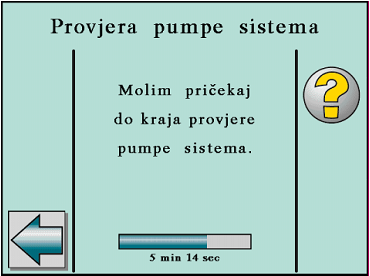 Provjera pumpe sistema
Molim pričekaj
do kraja provjere
pumpe sistema.
?
5 min 14 sec